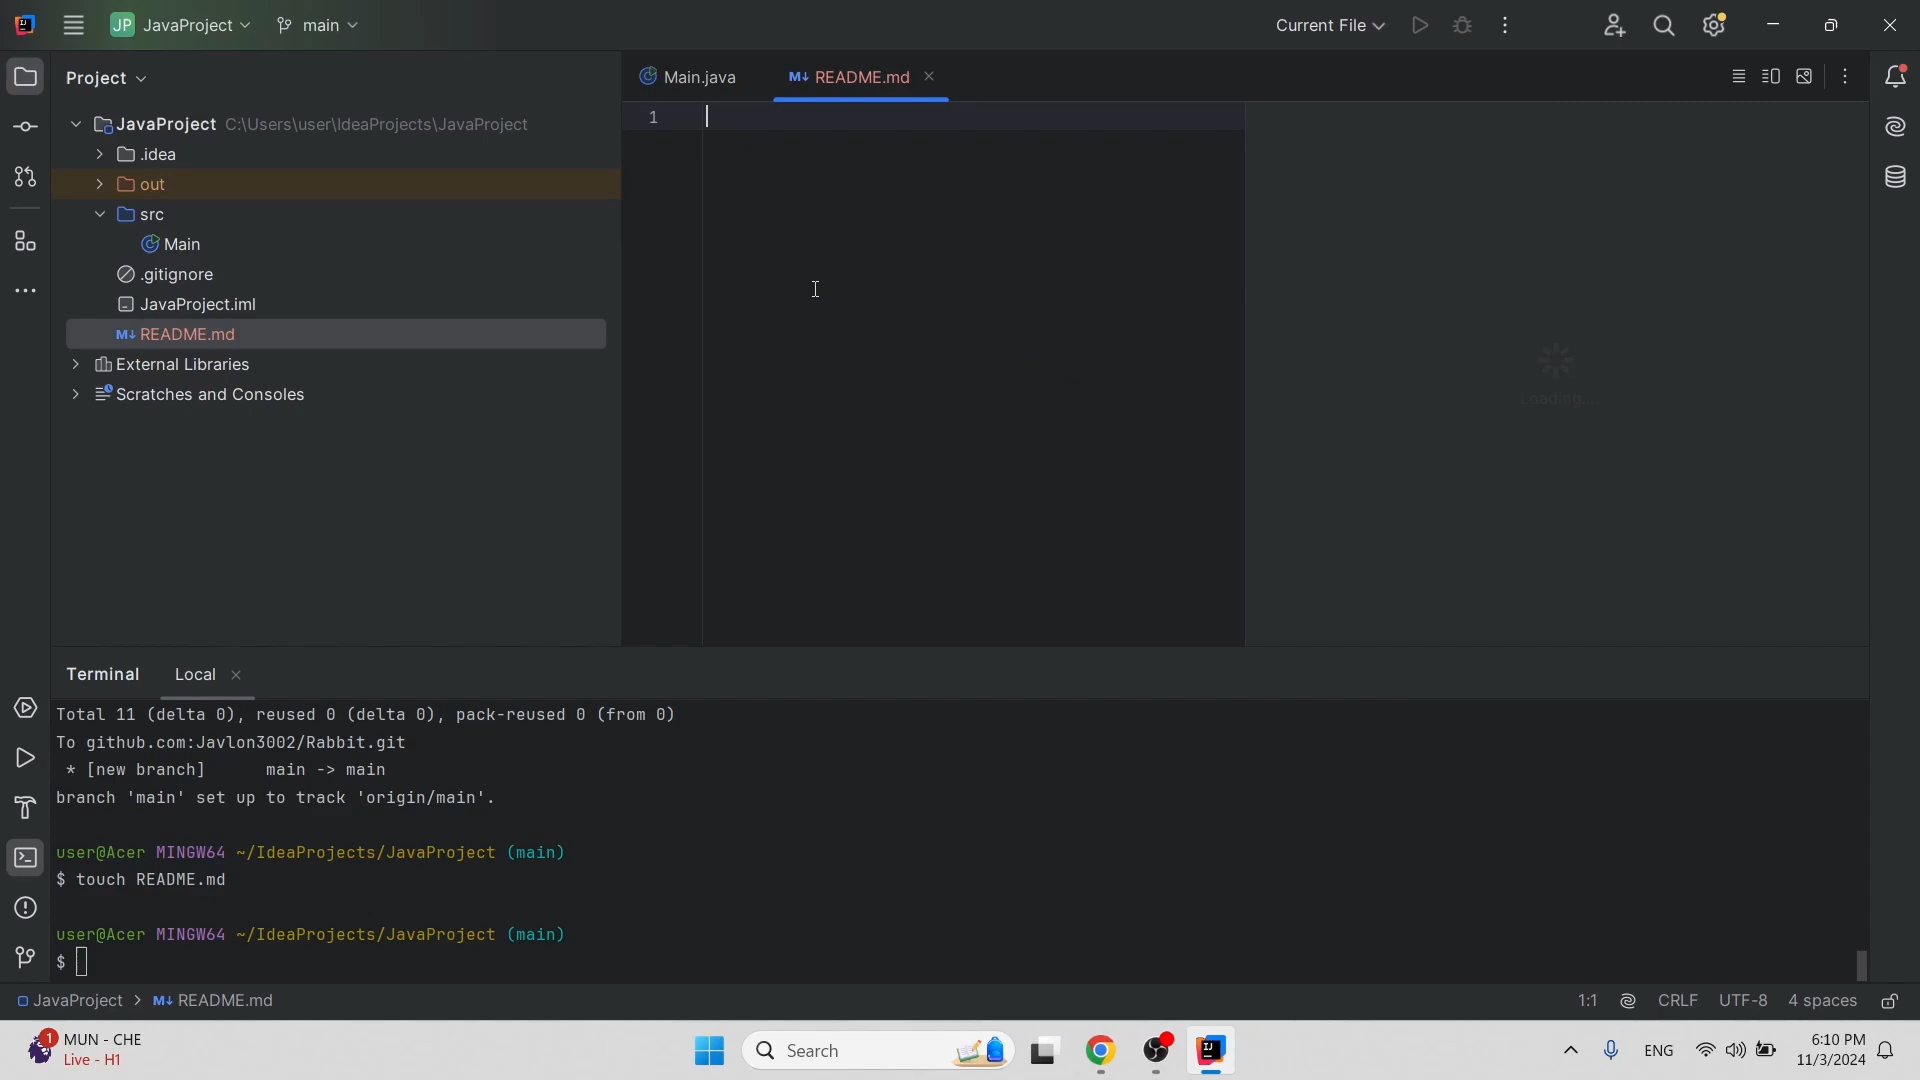 JP JavaProject main Current File
Project
JavaProject C:\Users\user\IdeaProjects\JavaProject
.idea
out
src
Main
.gitignore
JavaProject.iml
M↓ README.md
External Libraries
Scratches and Consoles
Main.java M↓ README.md
1
Loading...
Terminal Local
Total 11 (delta 0), reused 0 (delta 0), pack-reused 0 (from 0)
To github.com:Javlon3002/Rabbit.git
* [new branch] main -> main
branch 'main' set up to track 'origin/main'.
user@Acer MINGW64 ~/IdeaProjects/JavaProject (main)
$ touch README.md
user@Acer MINGW64 ~/IdeaProjects/JavaProject (main)
$
JavaProject > M↓ README.md 1:1 CRLF UTF-8 4 spaces
1 MUN - CHE
Live - H1
Search
ENG
6:10 PM
11/3/2024